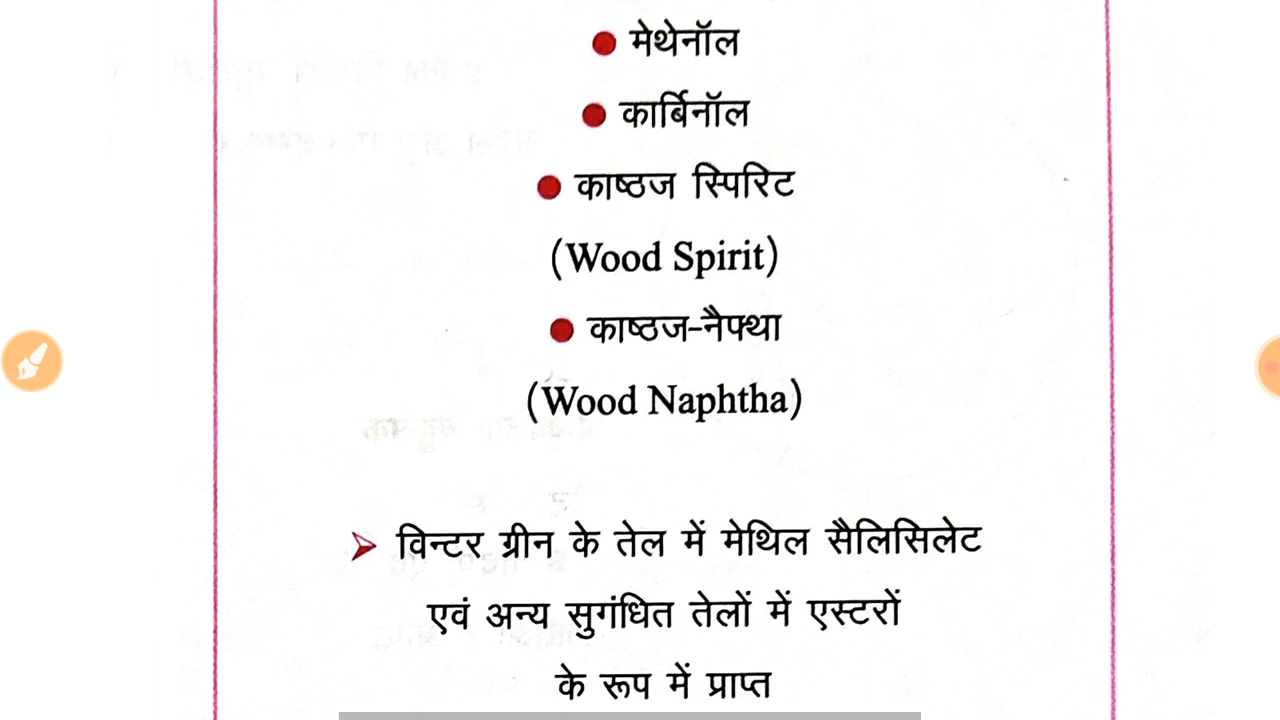 ● मेथेनॉल
● कार्बिनॉल
● काष्ठज स्पिरिट
(Wood Spirit)
● काष्ठज-नैफ्था
(Wood Naphtha)
➢ विन्टर ग्रीन के तेल में मेथिल सैलिसिलेट
एवं अन्य सुगंधित तेलों में एस्टरों
के रूप में प्राप्त